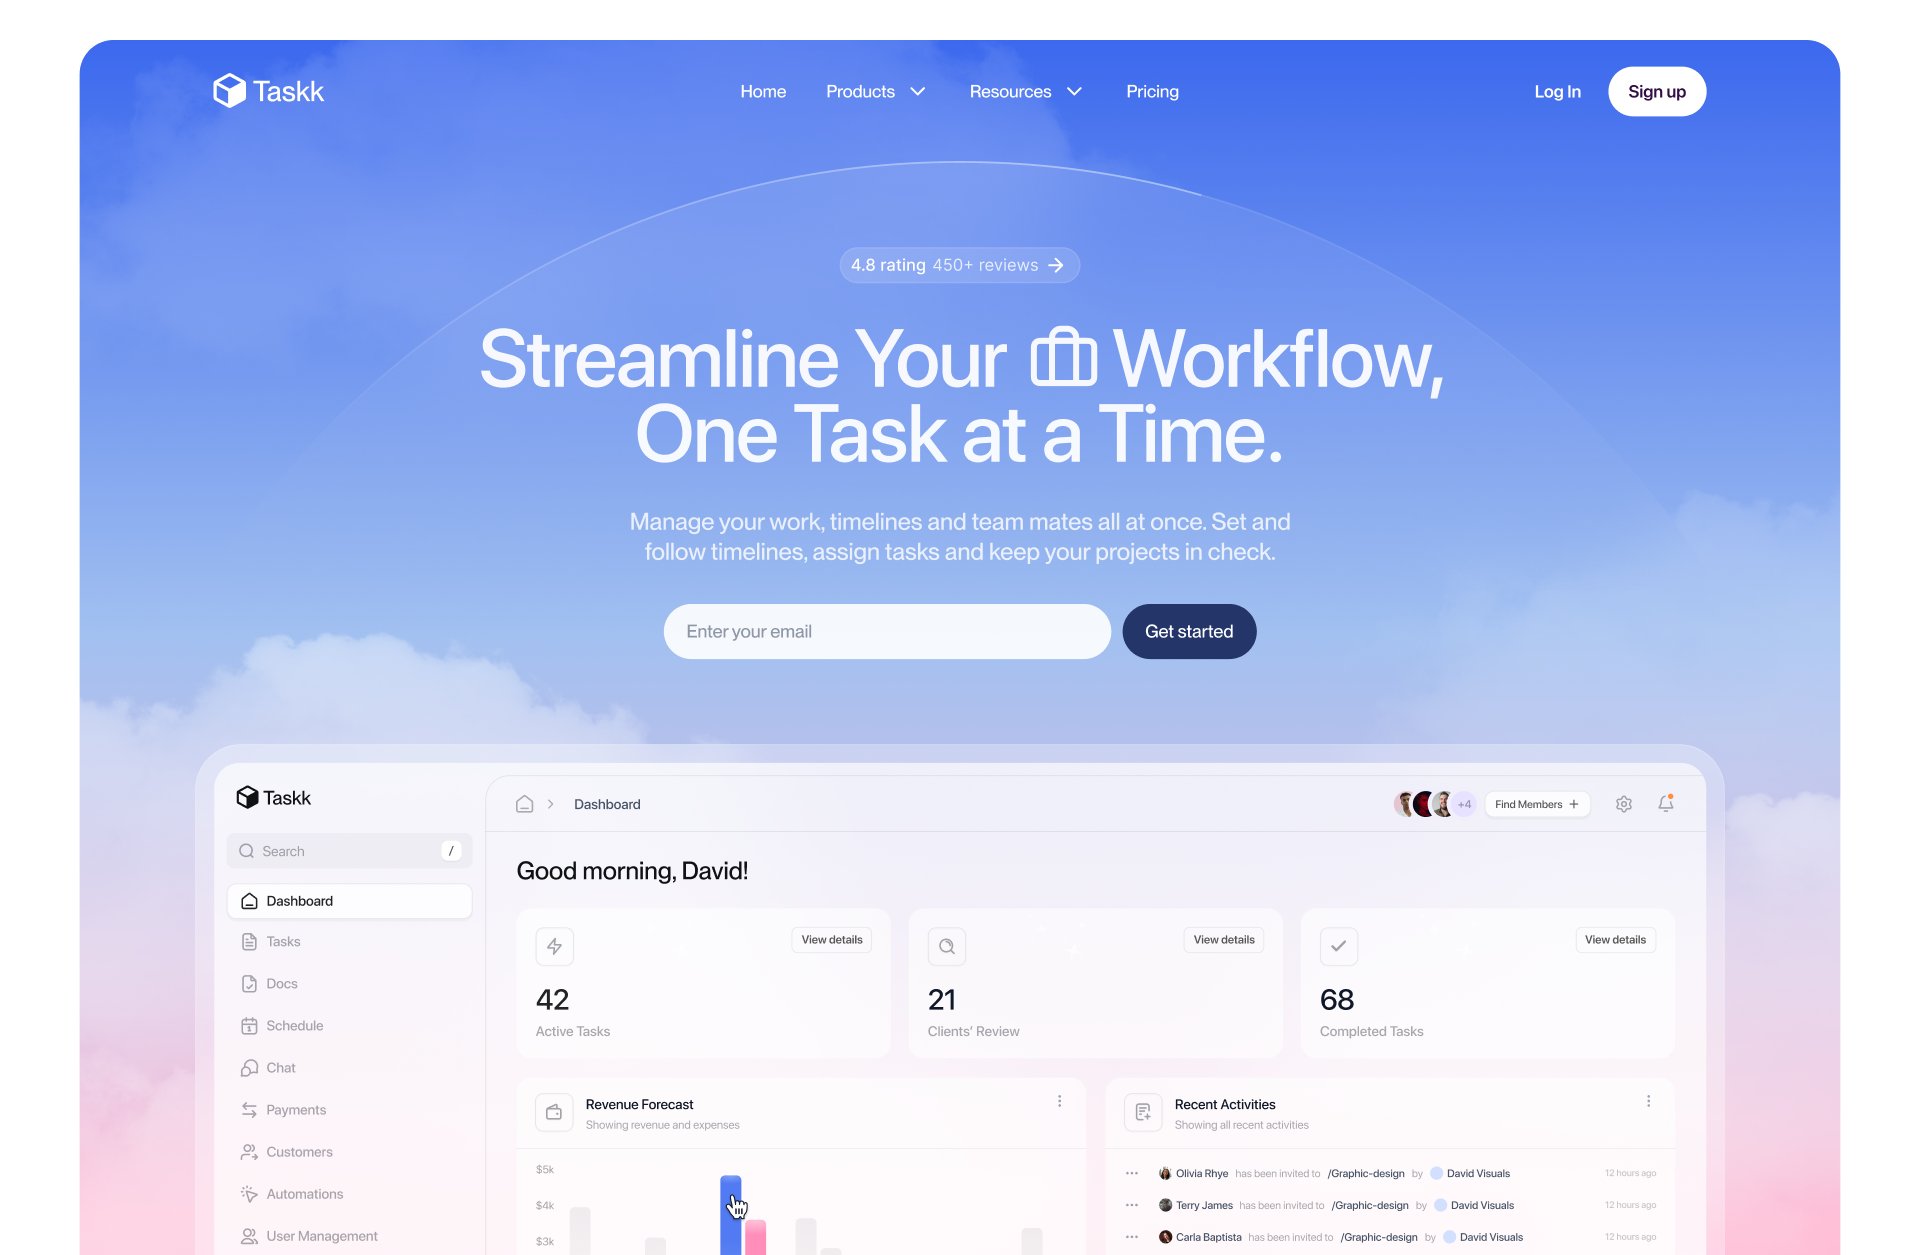 Taskk
Home Products Resources Pricing
Log In Sign up
4.8 rating 450+ reviews
Streamline Your Workflow,
One Task at a Time.
Manage your work, timelines and team mates all at once. Set and
follow timelines, assign tasks and keep your projects in check.
Enter your email Get started
Taskk
Search /
Dashboard
Tasks
Docs
Schedule
Chat
Payments
Customers
Automations
User Management
Dashboard
+4 Find Members
Good morning, David!
View details
42
Active Tasks
View details
21
Clients' Review
View details
68
Completed Tasks
Revenue Forecast
Showing revenue and expenses
$5k
$4k
$3k
Recent Activities
Showing all recent activities
Olivia Rhye has been invited to /Graphic-design by David Visuals 12 hours ago
Terry James has been invited to /Graphic-design by David Visuals 12 hours ago
Carla Baptista has been invited to /Graphic-design by David Visuals 12 hours ago